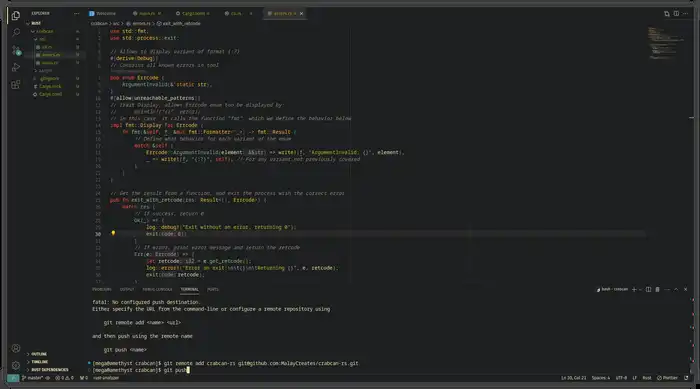 EXPLORER
Welcome
main.rs
Cargo.toml
cli.rs
errors.rs
RUST
crabcan > src > errors.rs > exit_with_retcode
crabcan
src
cli.rs
errors.rs
main.rs
target
.gitignore
Cargo.lock
Cargo.toml
use std::fmt;
use std::process::exit;
// Allows to display variant of format {:?}
#[derive(Debug)]
// Contains all known errors in tool
pub enum Errcode {
ArgumentInvalid(&'static str),
}
#[allow(unreachable_patterns)]
// trait Display, allows Errcode enum to be displayed by
// in this case, it calls the function "fmt", which we define the behavior below
impl fmt::Display for Errcode {
fn fmt(&self, f: &mut fmt::Formatter<'_>) -> fmt::Result {
// Define what behavior for each variant of the enum
match &self {
Errcode::ArgumentInvalid(element: &&str) => write!(f, "ArgumentInvalid: {}", element),
_ => write!(f, "{:?}", self), // For any variant not previously covered
}
}
}
// Get the result from a function, and exit the process with the correct error
pub fn exit_with_retcode(res: Result<(), Errcode>) {
match res {
// If success, return 0
Ok(_) => {
log::debug!("Exit without an error, returning 0");
30
exit(code: 0);
},
// If error, print error message and return the retcode
Err(e: Errcode) => {
let retcode: i32 = e.get_retcode();
log::error!("Error on exit:\n\t{}\n\tReturning {}", e, retcode);
exit(code: retcode)
PROBLEMS
OUTPUT
DEBUG CONSOLE
TERMINAL
PORTS
bash - crabcan
fatal: No configured push destination.
Either specify the URL from the command-line or configure a remote repository using
git remote add <name> <url>
and then push using the remote name
git push <name>
[mega@amethyst crabcan]$ git remote add crabcan-rs git@github.com:MalayCreates/crabcan-rs.git
[mega@amethyst crabcan]$ git push
OUTLINE
TIMELINE
RUST DEPENDENCIES
master*
0
0
0
rust-analyzer
Ln 30, Col 21
Spaces: 4
UTF-8
LF
Rust
Prettier